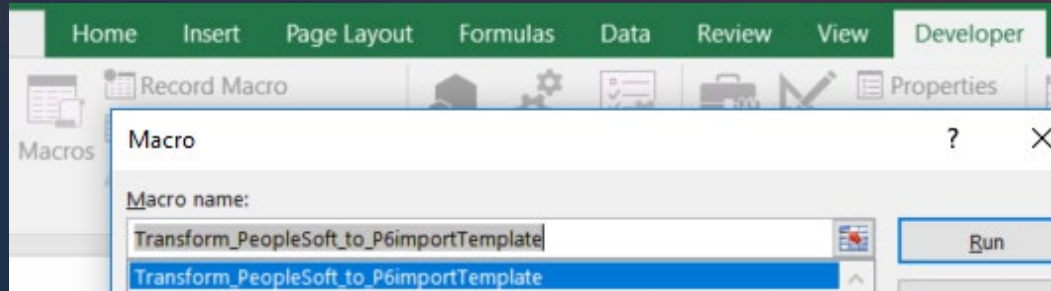 Home Insert Page Layout Formulas Data Review View Developer
Record Macro Properties
Macros
Macro ? X
Macro name:
Transform_PeopleSoft_to_P6importTemplate Run
Transform_PeopleSoft_to_P6importTemplate